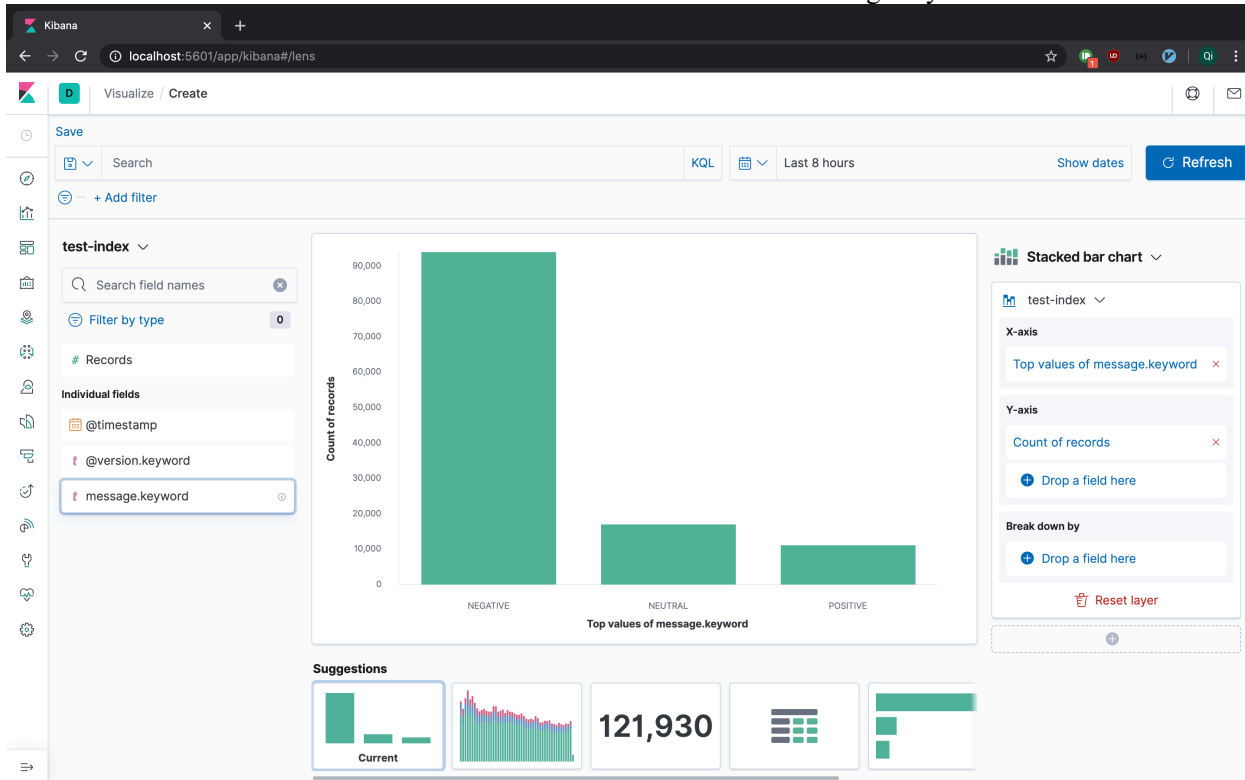 Kibana
localhost:5601/app/kibana#/lens
1
Qi
D Visualize / Create
Save
Search KQL Last 8 hours Show dates Refresh
+ Add filter
test-index
Search field names
Filter by type 0
# Records
Individual fields
@timestamp
t @version.keyword
t message.keyword
90,000
80,000
70,000
60,000
50,000
40,000
30,000
20,000
10,000
0
Count of records
NEGATIVE NEUTRAL POSITIVE
Top values of message.keyword
Stacked bar chart
test-index
X-axis
Top values of message.keyword ×
Y-axis
Count of records ×
Drop a field here
Break down by
Drop a field here
Reset layer
Suggestions
Current
121,930